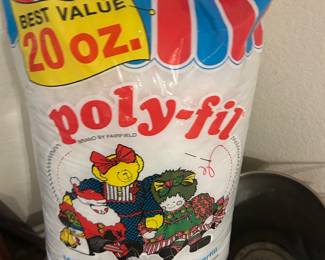 BEST VALUE
20 OZ.
poly-fil
BRAND BY FAIRFIELD